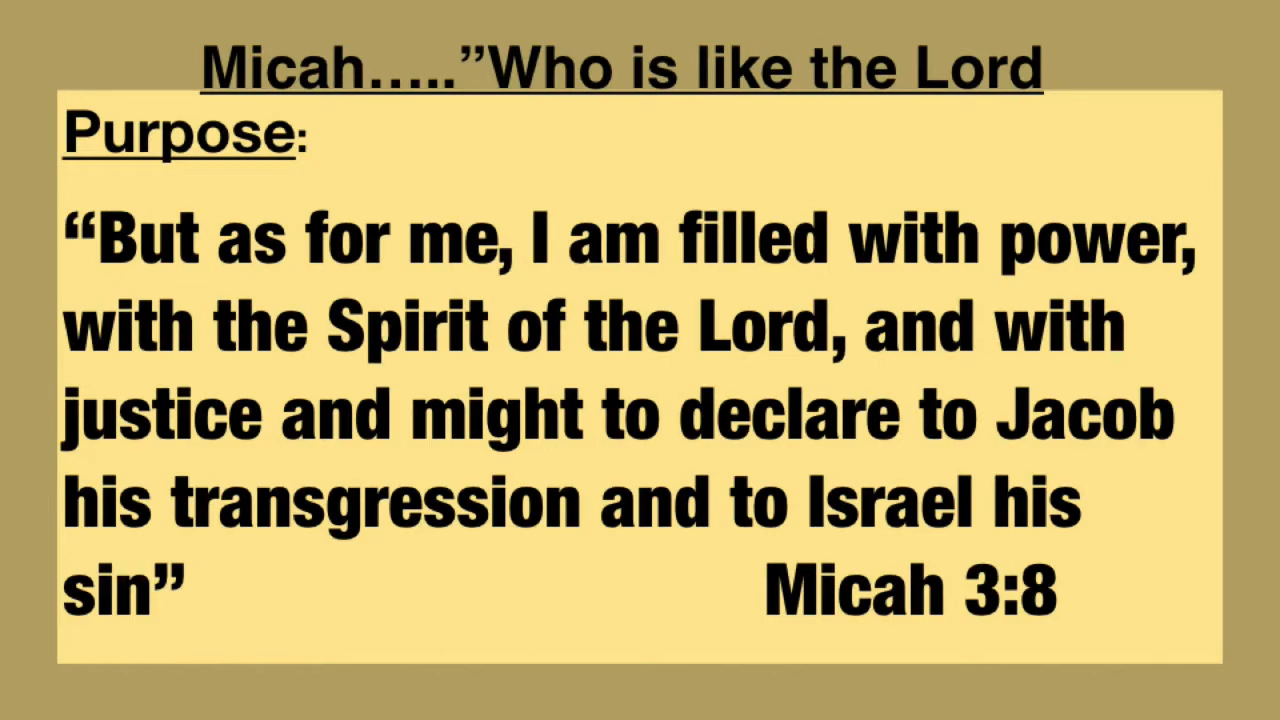 Micah…..”Who is like the Lord
Purpose:
“But as for me, I am filled with power,
with the Spirit of the Lord, and with
justice and might to declare to Jacob
his transgression and to Israel his
sin” Micah 3:8